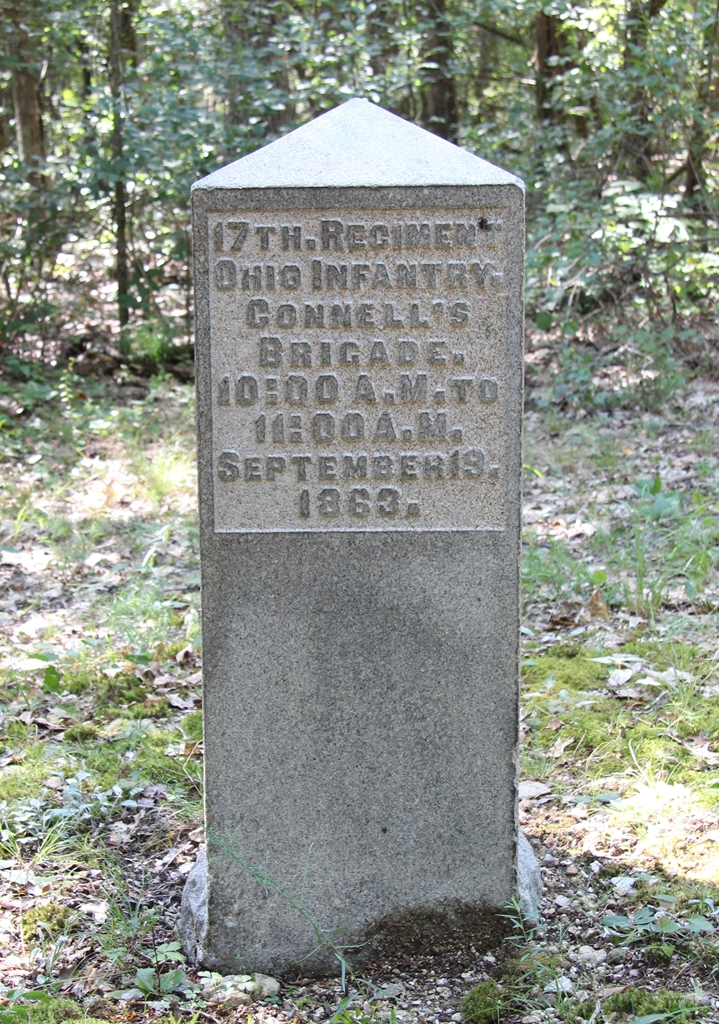 17TH. REGIMENT
OHIO INFANTRY.
CONNELL'S
BRIGADE.
10:00 A.M. TO
11:00 A.M.
SEPTEMBER 19.
1863.